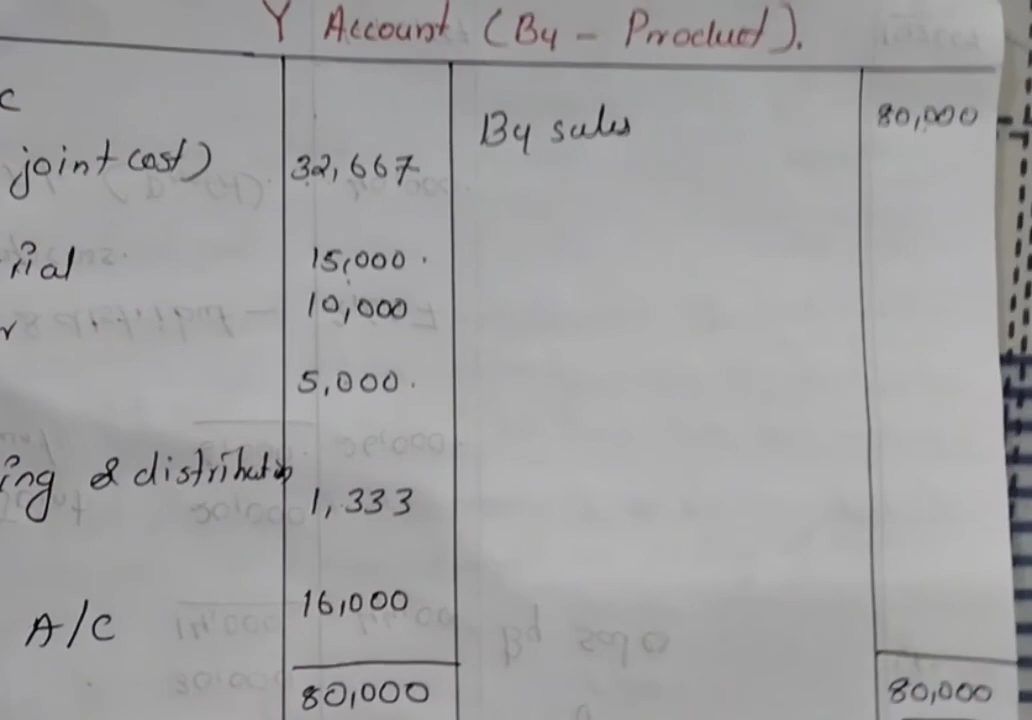 Y Account (By - Product).
C
By sales 80,000
joint cost) 32,667
rial 15,000.
r 10,000
5,000.
ing & distribution 1,333
A/C 16,000
80,000 80,000